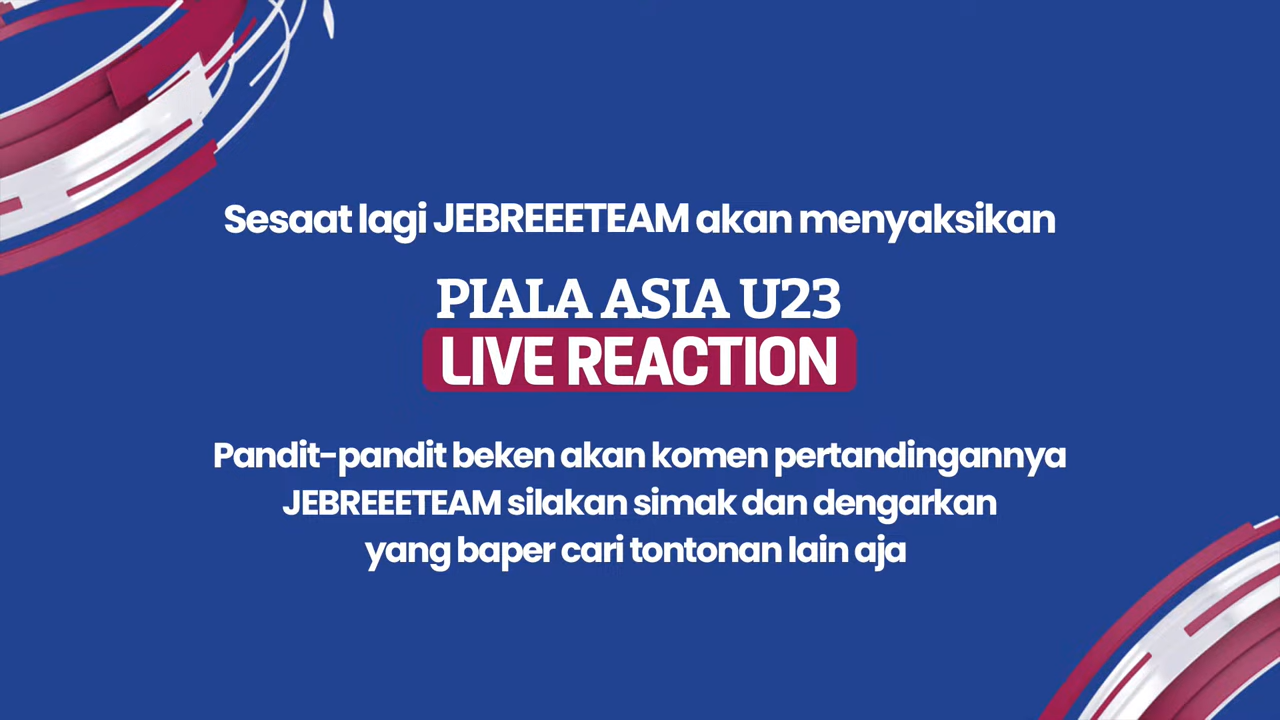 Sesaat lagi JEBREEETEAM akan menyaksikan
PIALA ASIA U23
LIVE REACTION
Pandit-pandit beken akan komen pertandingannya
JEBREEETEAM silakan simak dan dengarkan
yang baper cari tontonan lain aja